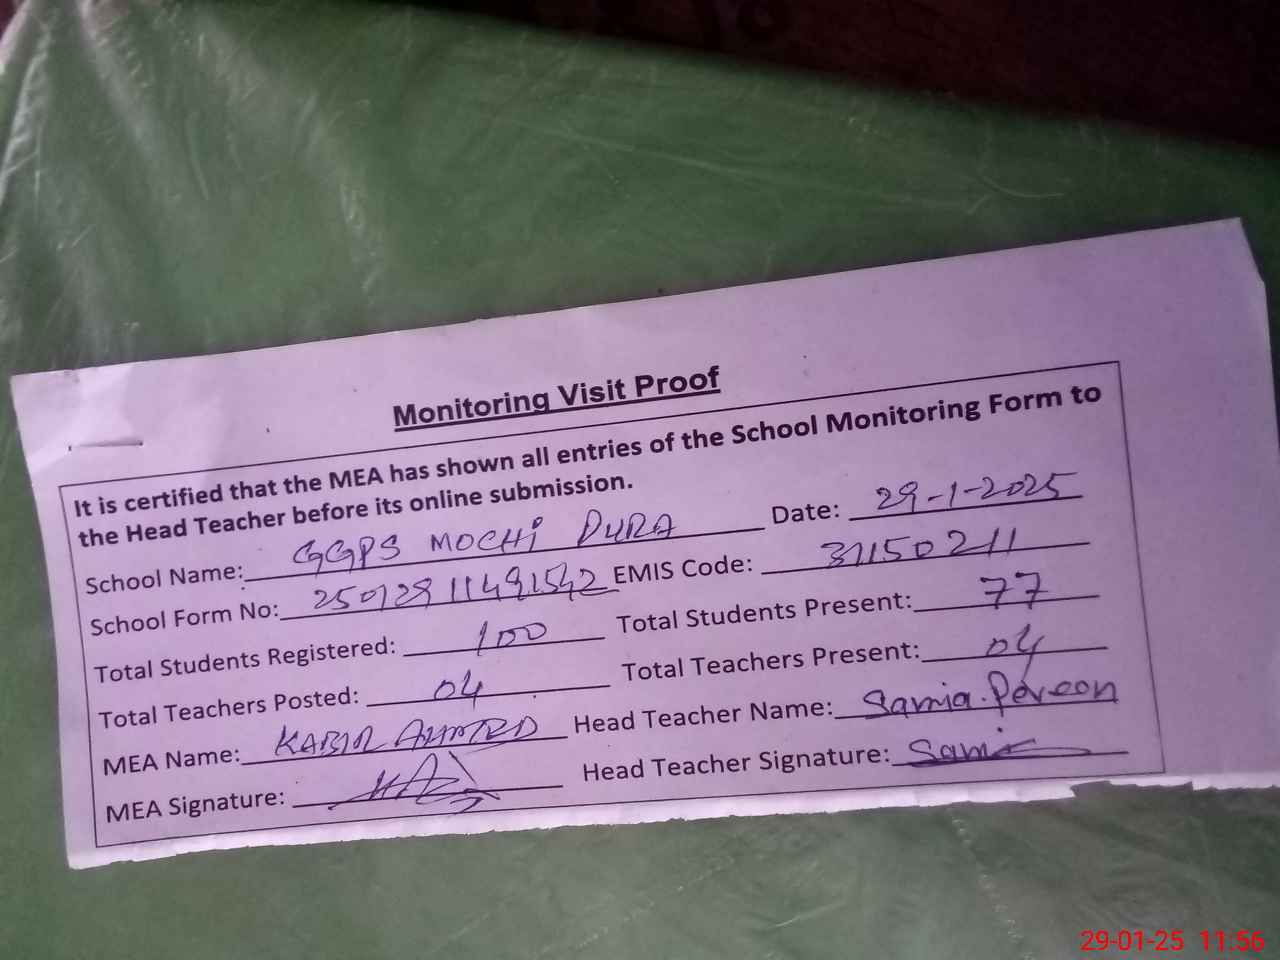 Monitoring Visit Proof
It is certified that the MEA has shown all entries of the School Monitoring Form to
the Head Teacher before its online submission.
School Name: GGPS MOCHI PURA Date: 29-1-2025
School Form No: 25012911491542 EMIS Code: 31150211
Total Students Registered: 100 Total Students Present: 77
Total Teachers Posted: 04 Total Teachers Present: 04
MEA Name: KABIR AHMED Head Teacher Name: Samia.Perveen
MEA Signature: Head Teacher Signature: Samia
29-01-25 11:56